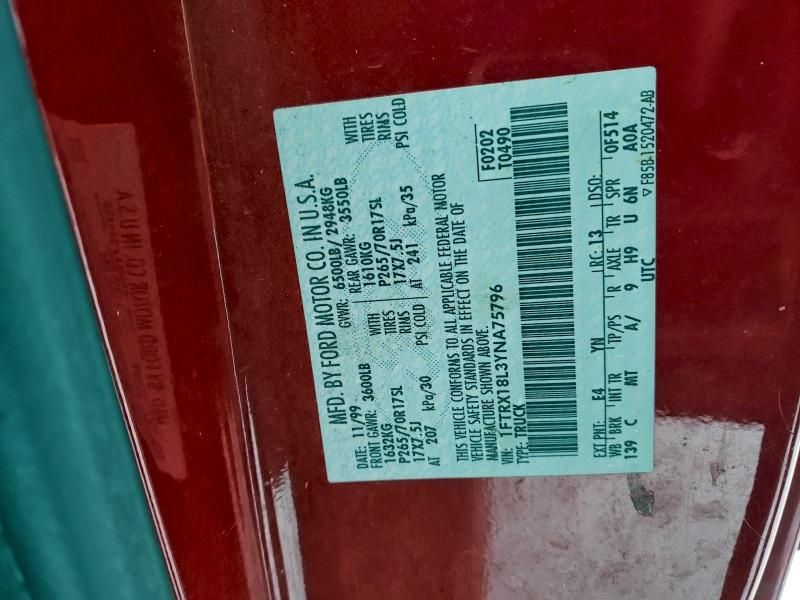 MFD. BY FORD MOTOR CO. IN U.S.A.
DATE: 11/99 GVWR: 6500LB/ 2948KG
FRONT GAWR: 3600LB REAR GAWR: 3550LB
1632KG WITH 1610KG WITH
P265/70R17SL TIRES P265/70R17SL TIRES
17X7.5J RIMS 17X7.5J RIMS
AT 207 kPa/30 PSI COLD AT 241 kPa/35 PSI COLD
THIS VEHICLE CONFORMS TO ALL APPLICABLE FEDERAL MOTOR
VEHICLE SAFETY STANDARDS IN EFFECT ON THE DATE OF
MANUFACTURE SHOWN ABOVE.
VIN: 1FTRX18L3YNA75796 F0202
TYPE: TRUCK T0490
EXT PNT: E4 YN RC: 13 DSO: 0F514
WB BRK INT TR TP/PS R AXLE TR SPR
139 C MT A/ 9 H9 U 6N A0A
UTC ▽ F85B-1520472-AB